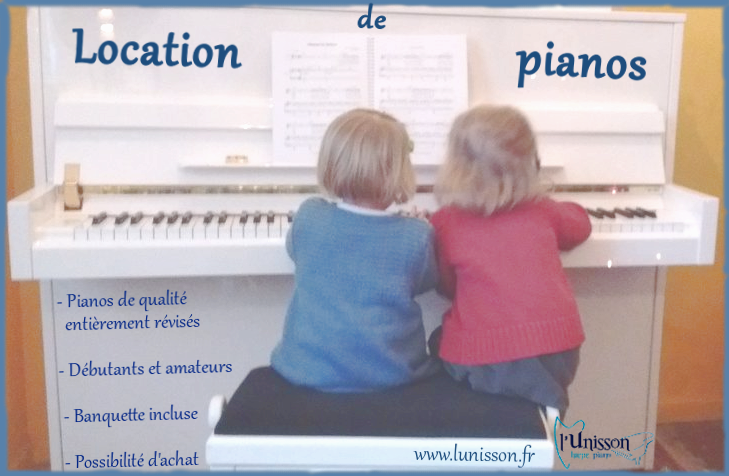 Location de pianos
- Pianos de qualité
entièrement révisés
- Débutants et amateurs
- Banquette incluse
- Possibilité d'achat
www.lunisson.fr
l'Unisson